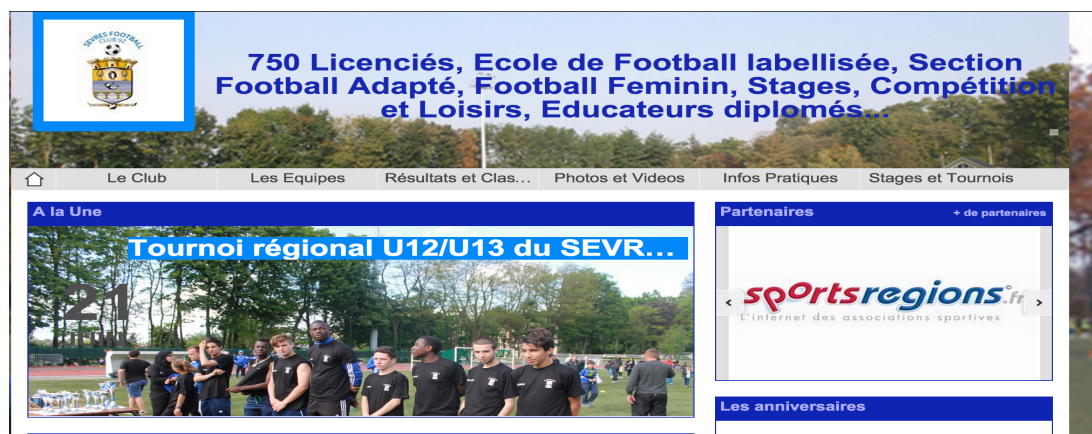 SEVRES FOOTBALL
CLUB 92
750 Licenciés, Ecole de Football labellisée, Section
Football Adapté, Football Feminin, Stages, Compétition
et Loisirs, Educateurs diplomés...
Le Club
Les Equipes
Résultats et Clas...
Photos et Videos
Infos Pratiques
Stages et Tournois
A la Une
Tournoi régional U12/U13 du SEVR...
21
JUIN
Partenaires
+ de partenaires
sportsregions.fr
L'internet des associations sportives
Les anniversaires